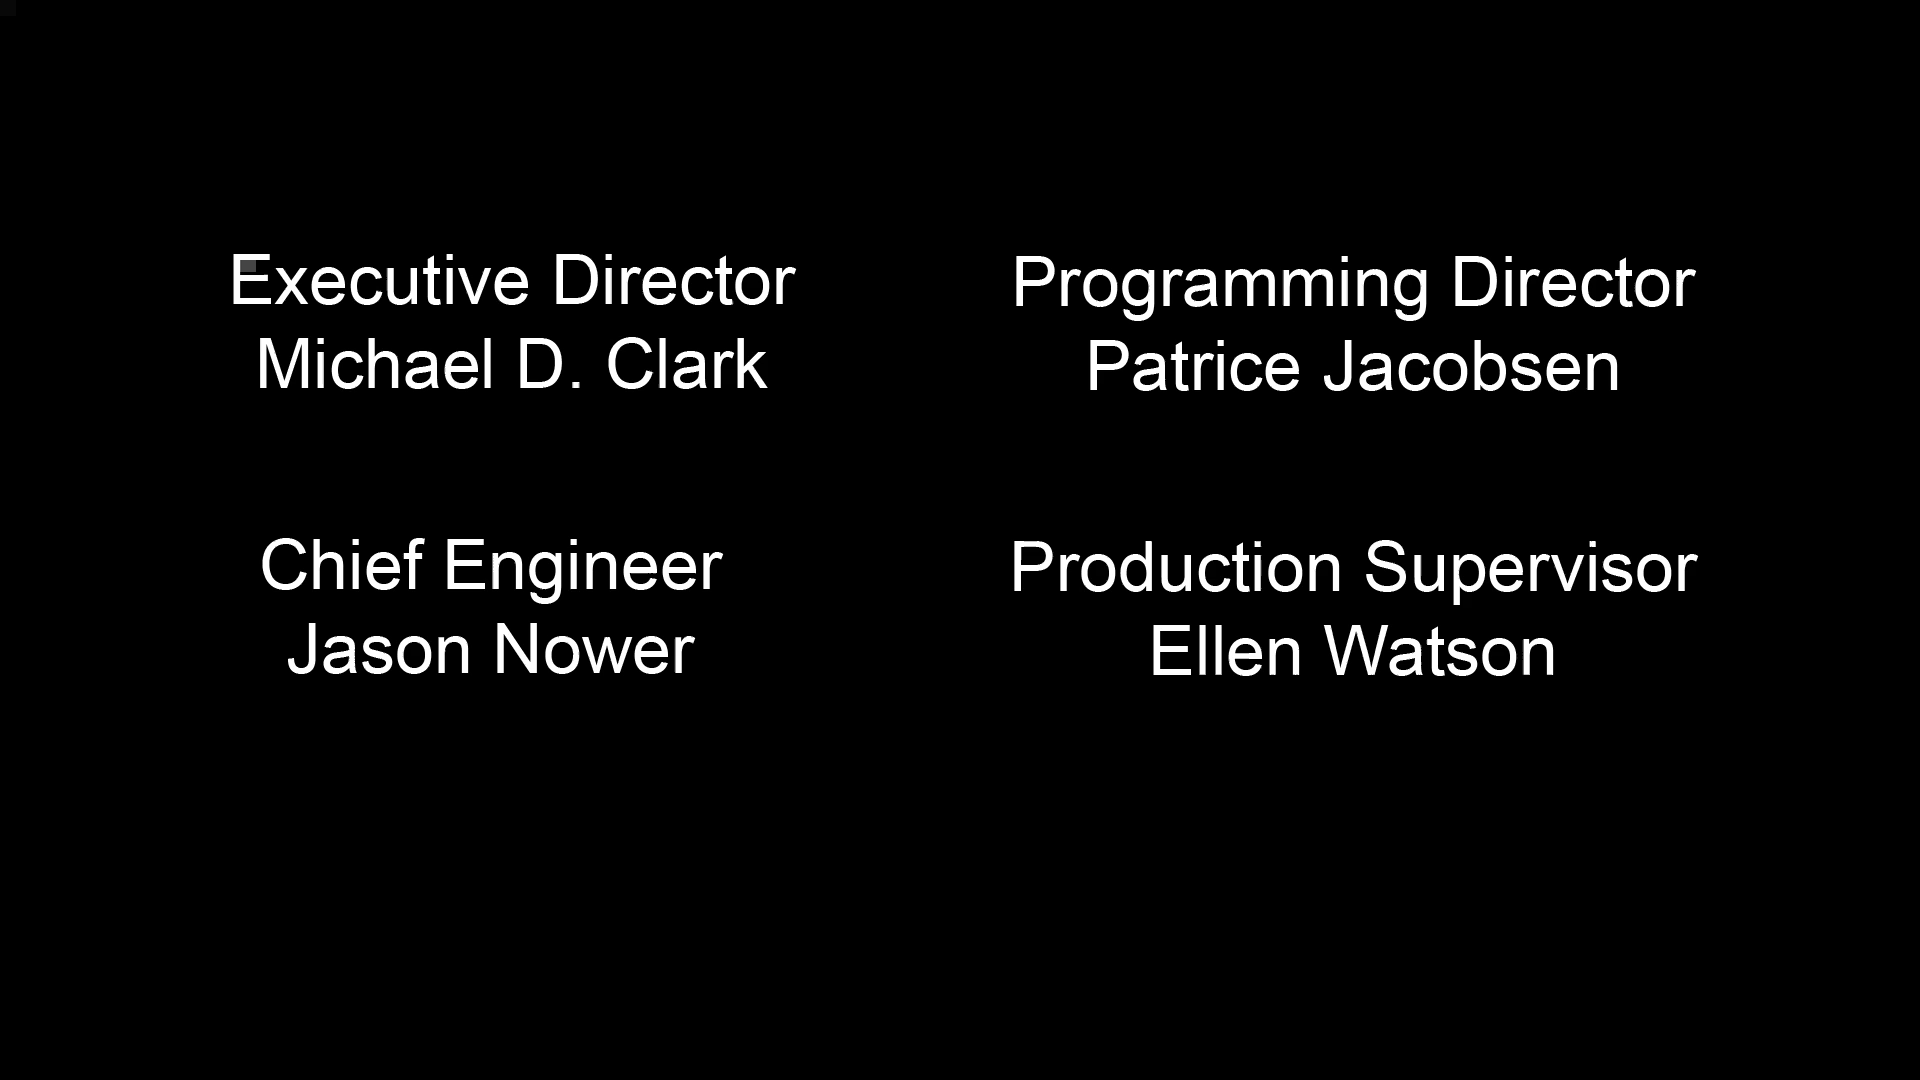 Executive Director
Michael D. Clark
Programming Director
Patrice Jacobsen
Chief Engineer
Jason Nower
Production Supervisor
Ellen Watson